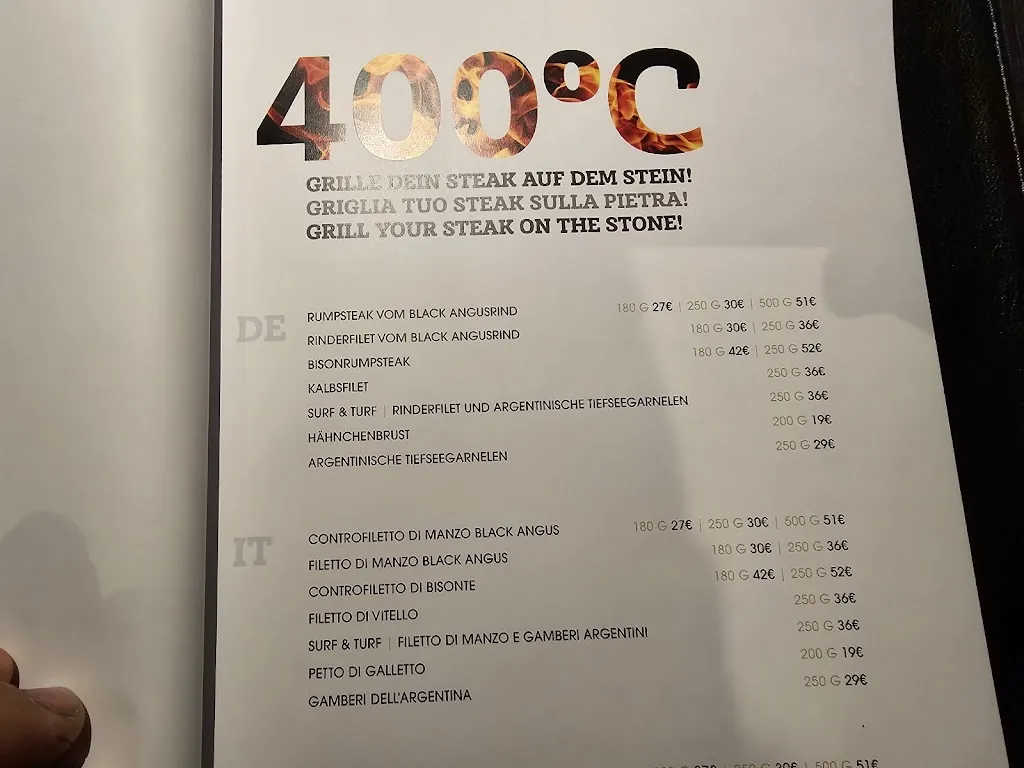 400°C
GRILLE DEIN STEAK AUF DEM STEIN!
GRIGLIA TUO STEAK SULLA PIETRA!
GRILL YOUR STEAK ON THE STONE!
DE
RUMPSTEAK VOM BLACK ANGUSRIND 180 G 27€ | 250 G 30€ | 500 G 51€
RINDERFILET VOM BLACK ANGUSRIND 180 G 30€ | 250 G 36€
BISONRUMPSTEAK 180 G 42€ | 250 G 52€
KALBSFILET 250 G 36€
SURF & TURF | RINDERFILET UND ARGENTINISCHE TIEFSEEGARNELEN 250 G 36€
HÄHNCHENBRUST 200 G 19€
ARGENTINISCHE TIEFSEEGARNELEN 250 G 29€
IT
CONTROFILETTO DI MANZO BLACK ANGUS 180 G 27€ | 250 G 30€ | 500 G 51€
FILETTO DI MANZO BLACK ANGUS 180 G 30€ | 250 G 36€
CONTROFILETTO DI BISONTE 180 G 42€ | 250 G 52€
FILETTO DI VITELLO 250 G 36€
SURF & TURF | FILETTO DI MANZO E GAMBERI ARGENTINI 250 G 36€
PETTO DI GALLETTO 200 G 19€
GAMBERI DELL'ARGENTINA 250 G 29€
27€ | 250 G 30€ | 500 G 51€